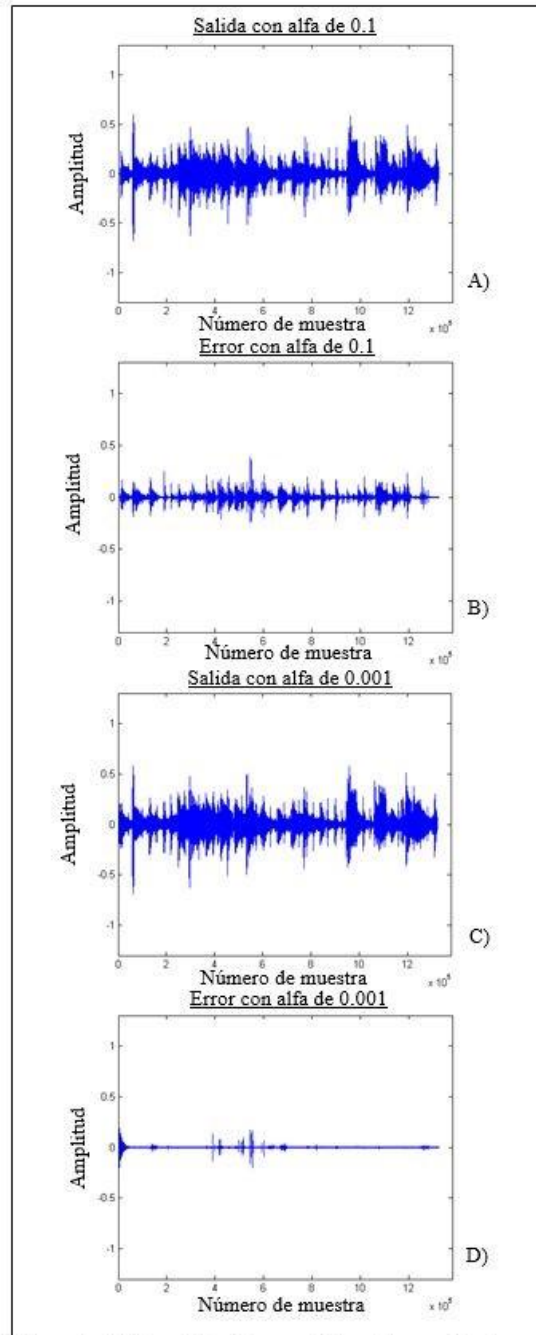 Salida con alfa de 0.1
1
0.5
0
-0.5
-1
Amplitud
0 2 4 6 8 10 12
x 10⁵
Número de muestra
A)
Error con alfa de 0.1
1
0.5
0
-0.5
-1
Amplitud
0 2 4 6 8 10 12
x 10⁵
Número de muestra
B)
Salida con alfa de 0.001
1
0.5
0
-0.5
-1
Amplitud
0 2 4 6 8 10 12
x 10⁵
Número de muestra
C)
Error con alfa de 0.001
1
0.5
0
-0.5
-1
Amplitud
0 2 4 6 8 10 12
x 10⁵
Número de muestra
D)